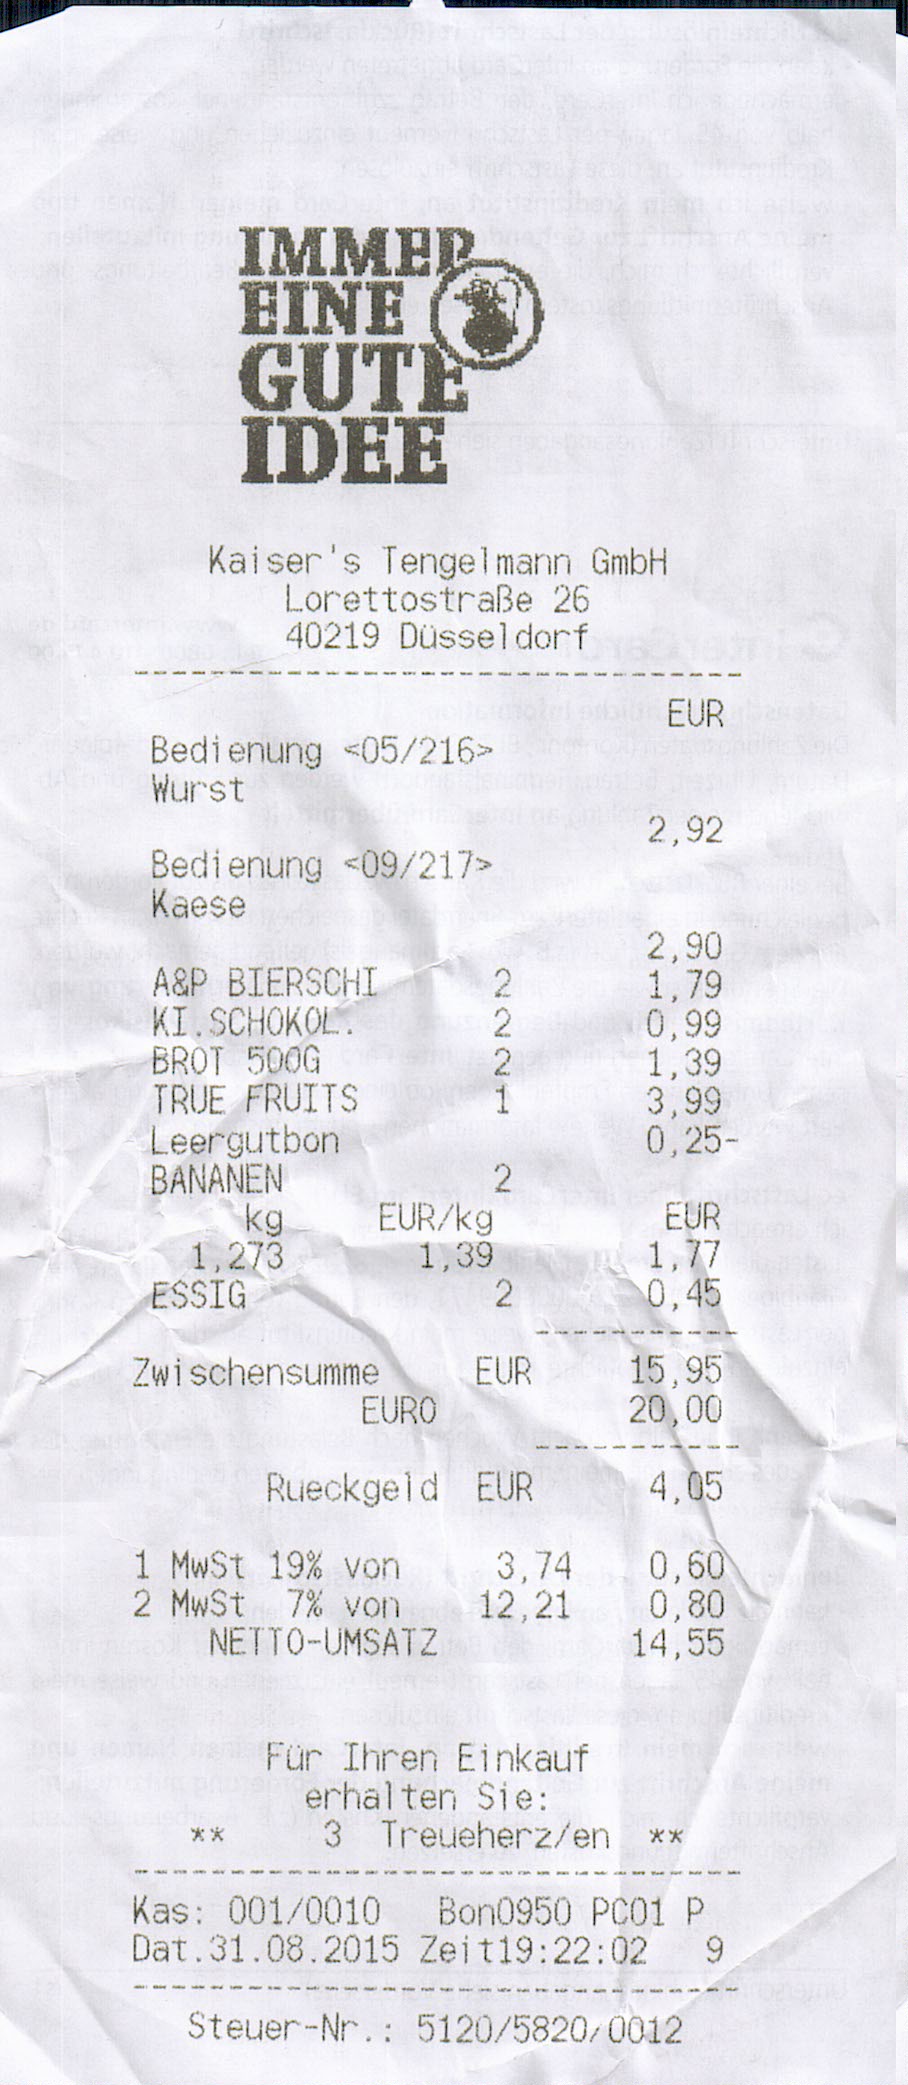 IMMER
EINE
GUTE
IDEE
Kaiser's Tengelmann GmbH
Lorettostraße 26
40219 Düsseldorf
EUR
Bedienung <05/216>
Wurst
2,92
Bedienung <09/217>
Kaese
2,90
A&P BIERSCHI 2 1,79
KI.SCHOKOL. 2 0,99
BROT 500G 2 1,39
TRUE FRUITS 1 3,99
Leergutbon 0,25-
BANANEN 2
kg EUR/kg EUR
1,273 1,39 1,77
ESSIG 2 0,45
Zwischensumme EUR 15,95
EURO 20,00
Rueckgeld EUR 4,05
1 MwSt 19% von 3,74 0,60
2 MwSt 7% von 12,21 0,80
NETTO-UMSATZ 14,55
Für Ihren Einkauf
erhalten Sie:
** 3 Treueherz/en **
Kas: 001/0010 Bon0950 PC01 P
Dat.31.08.2015 Zeit19:22:02 9
Steuer-Nr.: 5120/5820/0012